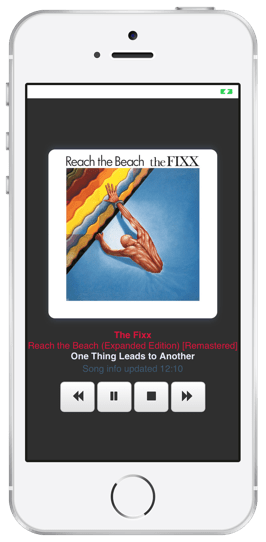 Reach the Beach the FIXX
The Fixx
Reach the Beach (Expanded Edition) [Remastered]
One Thing Leads to Another
Song info updated 12:10